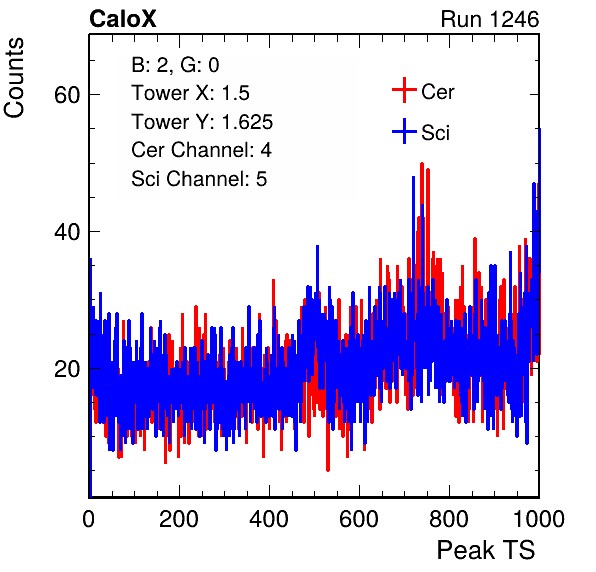 CaloX Run 1246
Counts
B: 2, G: 0
Tower X: 1.5
Tower Y: 1.625
Cer Channel: 4
Sci Channel: 5
Cer
Sci
60
40
20
0 200 400 600 800 1000
Peak TS